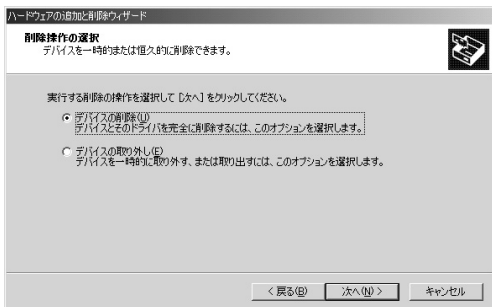 ハードウェアの追加と削除ウィザード
削除操作の選択
デバイスを一時的または恒久的に削除できます。
実行する削除の操作を選択して [次へ] をクリックしてください。
デバイスの削除(U)
デバイスとそのドライバを完全に削除するには、このオプションを選択します。
デバイスの取り外し(E)
デバイスを一時的に取り外す、または取り出すには、このオプションを選択します。
< 戻る(B) 次へ(N) > キャンセル